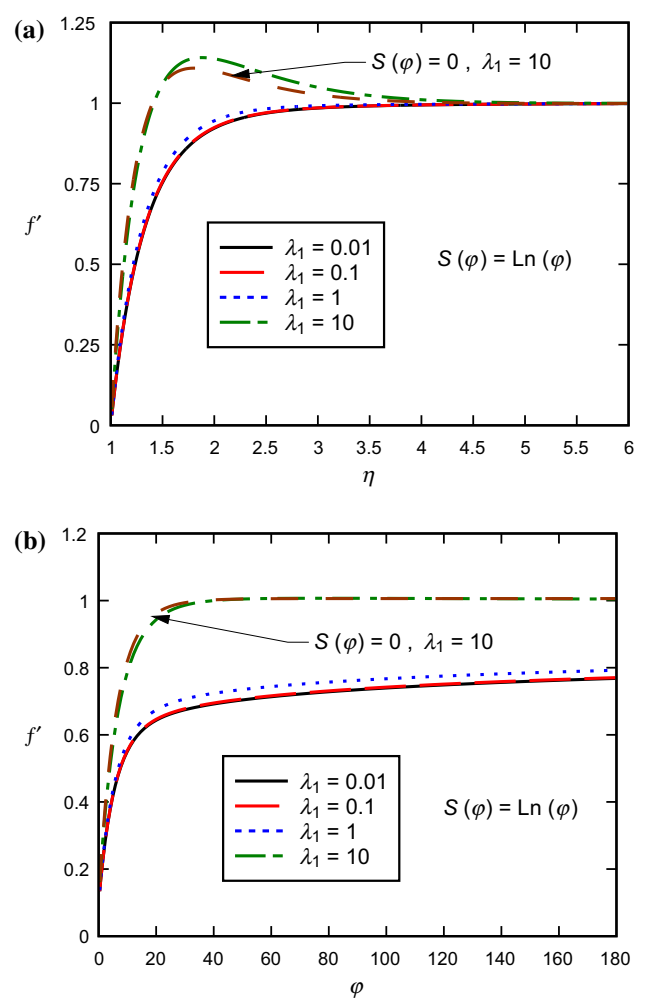 (a)
1.25
S (φ) = 0 , λ₁ = 10
1
0.75
f′
λ₁ = 0.01
S (φ) = Ln (φ)
λ₁ = 0.1
0.5
λ₁ = 1
λ₁ = 10
0.25
0
1 1.5 2 2.5 3 3.5 4 4.5 5 5.5 6
η
(b)
1.2
1
S (φ) = 0 , λ₁ = 10
0.8
f′
0.6
λ₁ = 0.01
λ₁ = 0.1
S (φ) = Ln (φ)
0.4
λ₁ = 1
λ₁ = 10
0.2
0
0 20 40 60 80 100 120 140 160 180
φ